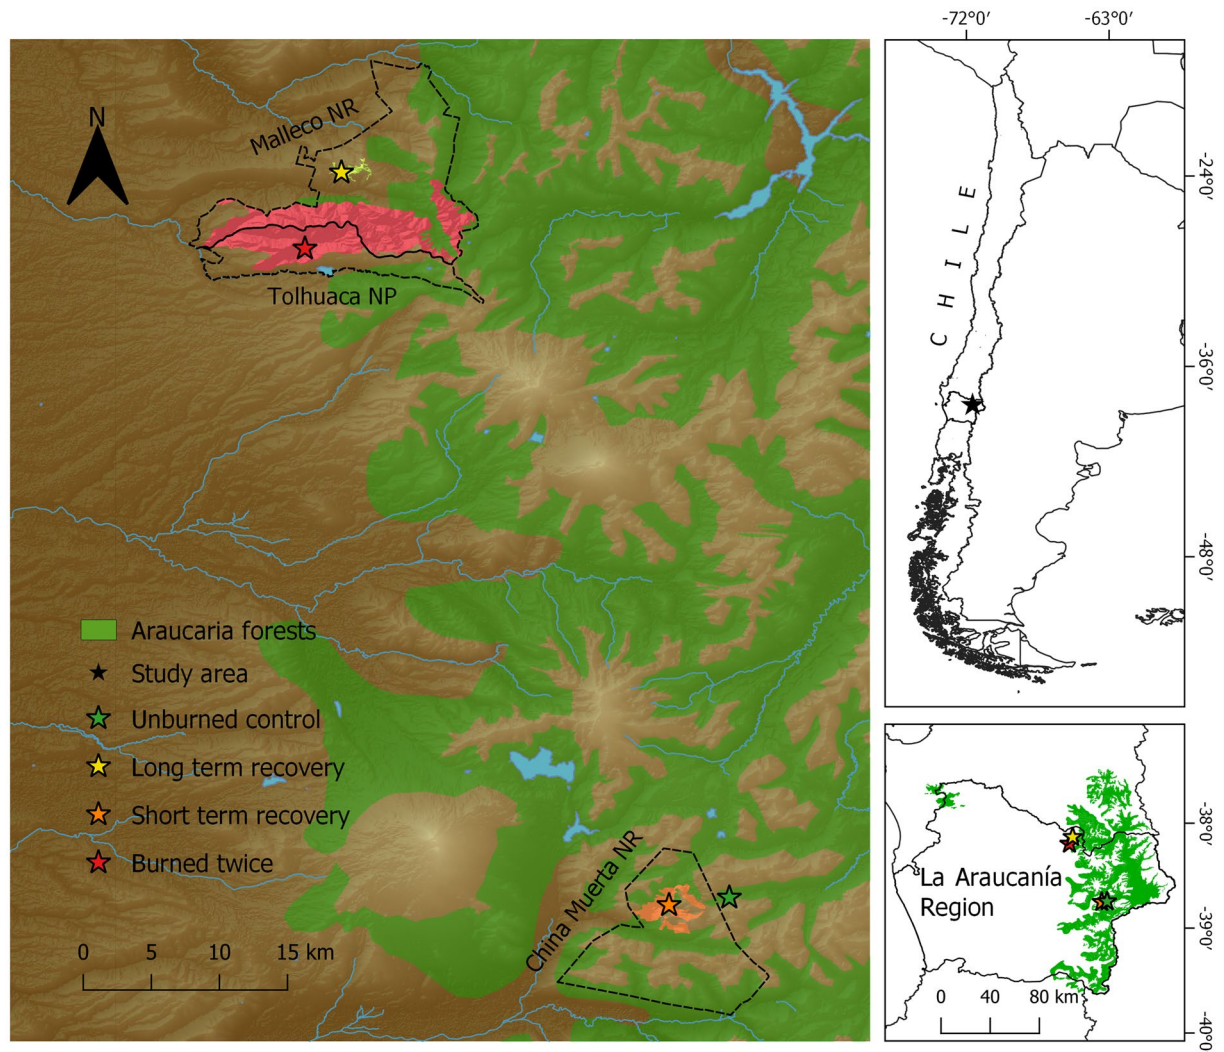 -72°0′ -63°0′
N
Malleco NR
Tolhuaca NP
Araucaria forests
Study area
Unburned control
Long term recovery
Short term recovery
Burned twice
0 5 10 15 km
China Muerta NR
CHILE
-24°0′
-36°0′
-48°0′
La Araucanía
Region
0 40 80 km
-38°0′
-39°0′
-40°0′